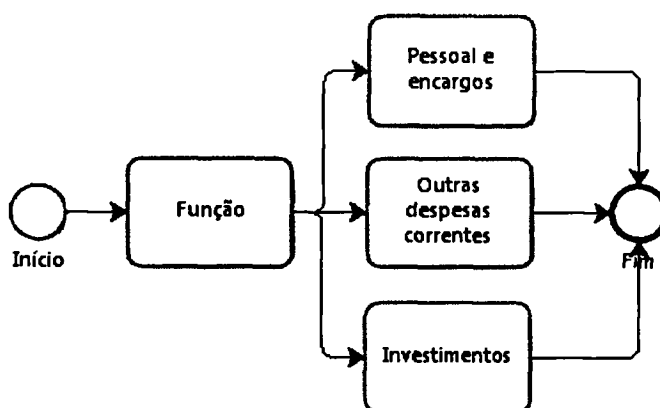 Pessoal e
encargos
Função
Outras
despesas
correntes
Início
Fim
Investimentos